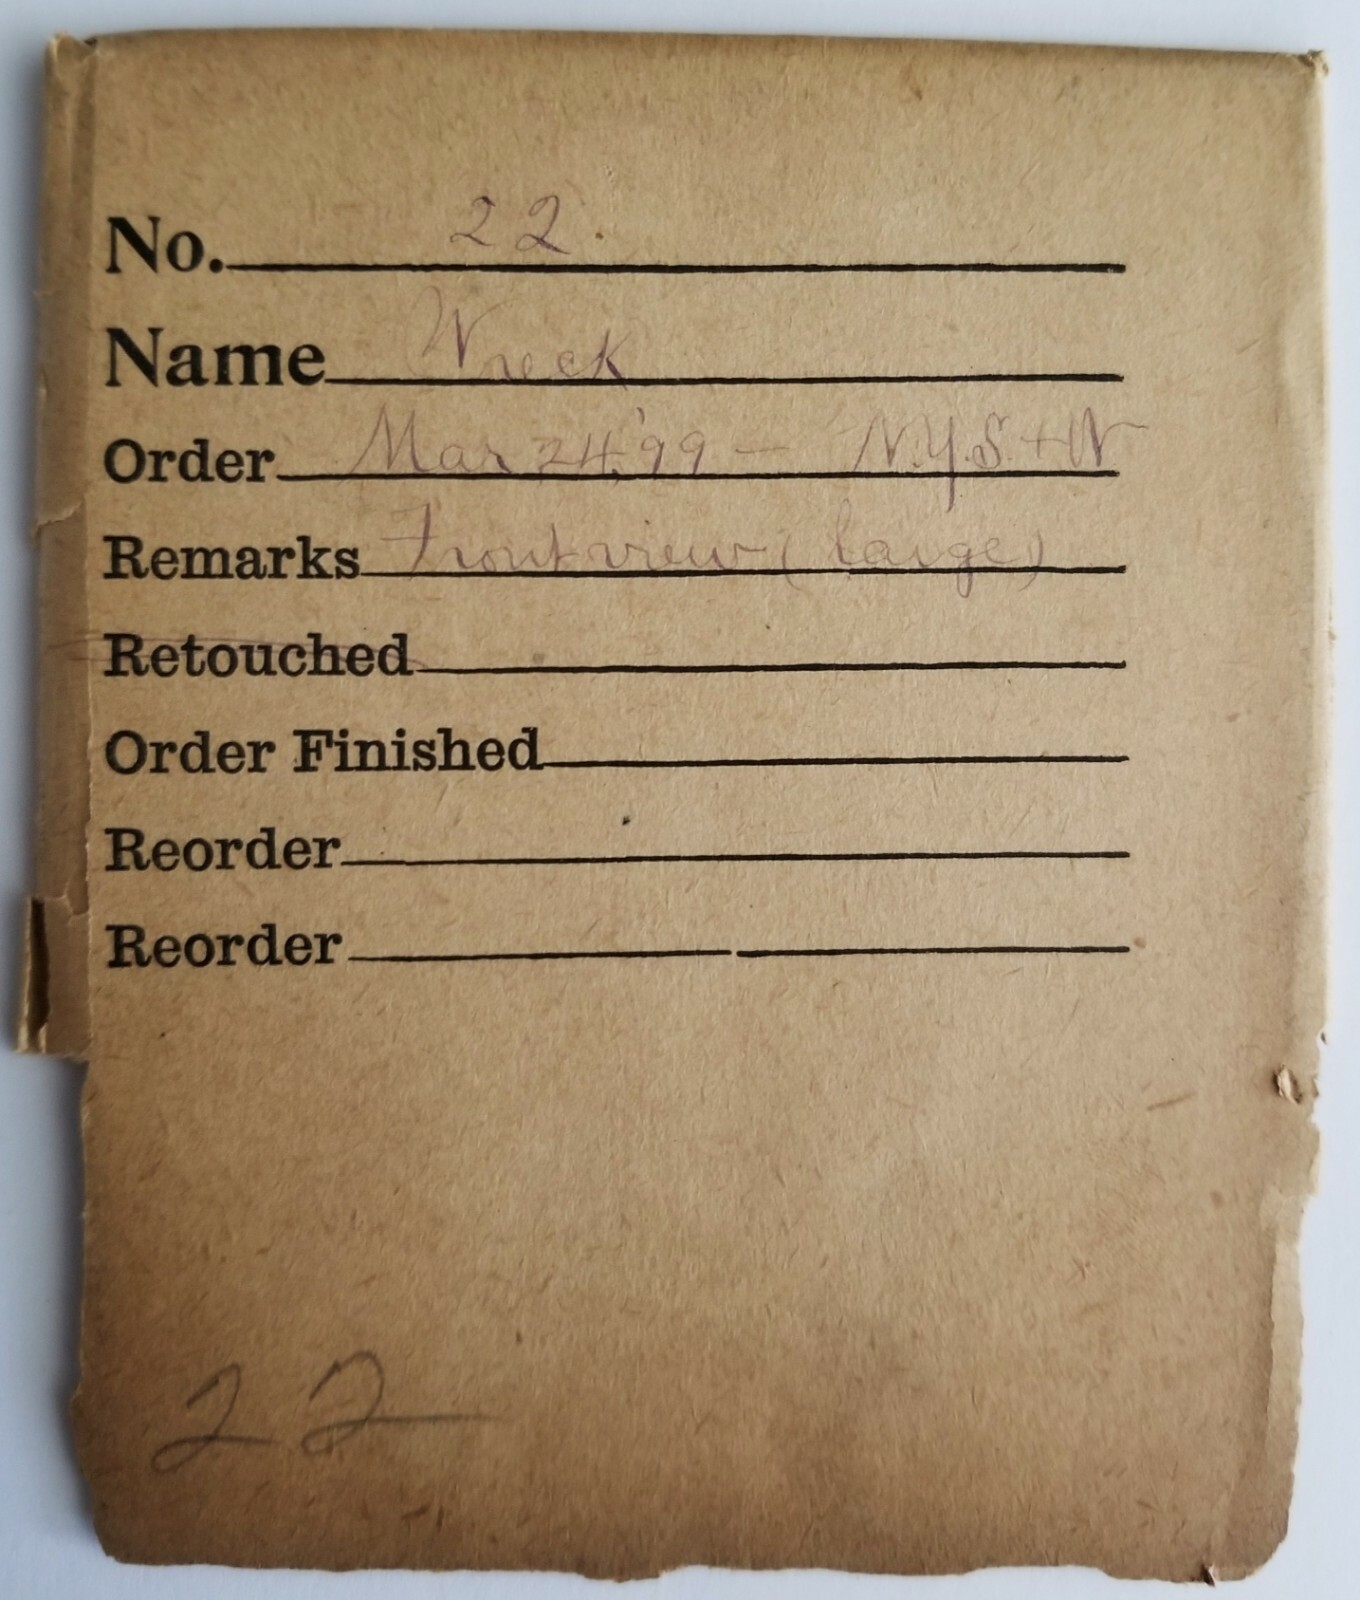 No. 22.
Name Wreck
Order Mar 24, '99 — N.Y.S. + W
Remarks Front view (large)
Retouched
Order Finished
Reorder
Reorder
22